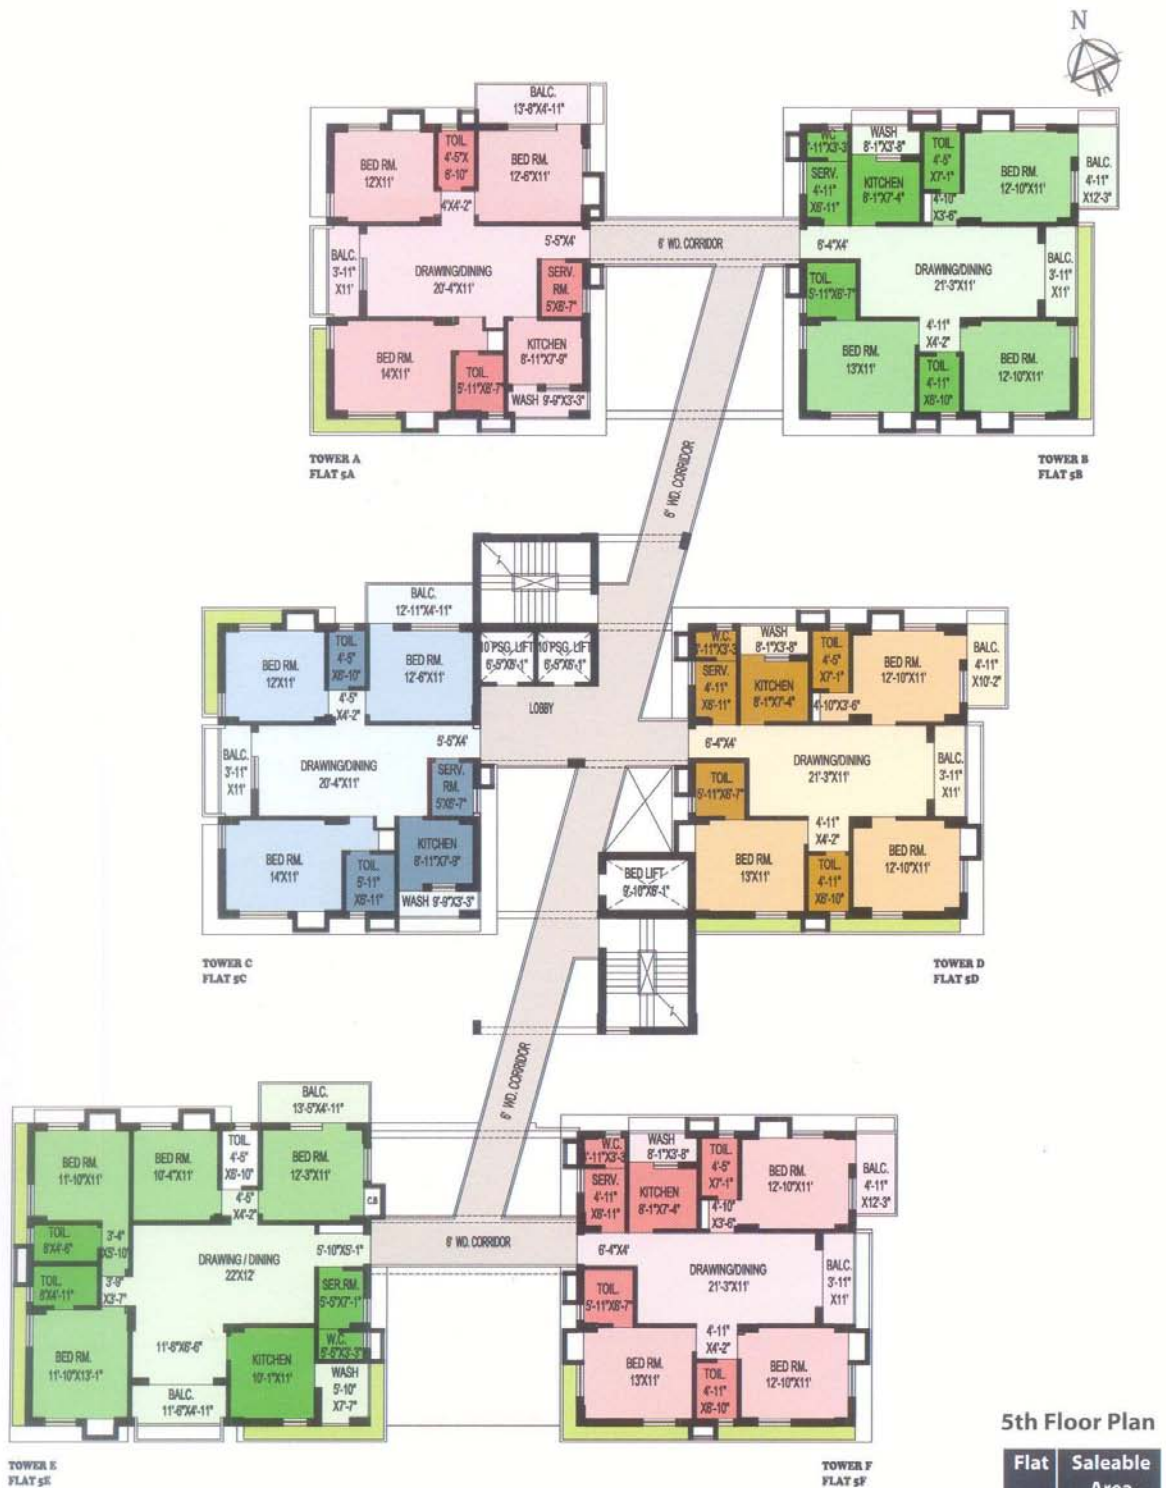 N
BALC.
13'-8"X4'-11"
BED RM.
12'X11'
TOIL.
4'-5"X
6'-10"
BED RM.
12'-6"X11'
4'X4'-2"
BALC.
3'-11"
X11'
DRAWING/DINING
20'-4"X11'
5'-5"X4'
SERV.
RM.
5'X6'-7"
BED RM.
14'X11'
TOIL.
5'-11"X6'-7"
KITCHEN
8'-11"X7'-9"
WASH 9'-9"X3'-3"
TOWER A
FLAT 5A
6' WD. CORRIDOR
W.C.
WASH
8'-1"X3'-8"
SERV.
4'-11"
X6'-11"
KITCHEN
8'-1"X7'-4"
TOIL.
4'-5"
X7'-1"
4'-10"
X3'-6"
BED RM.
12'-10"X11'
BALC.
4'-11"
X12'-3"
6'-4"X4'
DRAWING/DINING
21'-3"X11'
BALC.
3'-11"
X11'
TOIL.
5'-11"X6'-7"
4'-11"
X4'-2"
BED RM.
13'X11'
TOIL.
4'-11"
X6'-10"
BED RM.
12'-10"X11'
TOWER B
FLAT 5B
6' WD. CORRIDOR
BALC.
12'-11"X4'-11"
BED RM.
12'X11'
TOIL.
4'-5"
X6'-10"
4'-5"
X4'-2"
BED RM.
12'-6"X11'
10 PSG. LIFT
6'-5"X6'-1"
10 PSG. LIFT
6'-5"X6'-1"
LOBBY
BALC.
3'-11"
X11'
DRAWING/DINING
20'-4"X11'
5'-5"X4'
SERV.
RM.
5'X6'-7"
BED RM.
14'X11'
TOIL.
5'-11"
X6'-11"
KITCHEN
8'-11"X7'-9"
WASH 9'-9"X3'-3"
TOWER C
FLAT 5C
W.C.
WASH
8'-1"X3'-8"
SERV.
4'-11"
X6'-11"
KITCHEN
8'-1"X7'-4"
TOIL.
4'-5"
X7'-1"
4'-10"X3'-6"
BED RM.
12'-10"X11'
BALC.
4'-11"
X10'-2"
6'-4"X4'
DRAWING/DINING
21'-3"X11'
BALC.
3'-11"
X11'
TOIL.
5'-11"X6'-7"
4'-11"
X4'-2"
BED RM.
13'X11'
TOIL.
4'-11"
X6'-10"
BED RM.
12'-10"X11'
BED LIFT
9'-10"X6'-1"
TOWER D
FLAT 5D
6' WD. CORRIDOR
BALC.
13'-5"X4'-11"
BED RM.
11'-10"X11'
BED RM.
10'-4"X11'
TOIL.
4'-5"
X6'-10"
4'-5"
X4'-2"
BED RM.
12'-3"X11'
C.B
TOIL.
8'X4'-6"
3'-4"
X5'-10"
TOIL.
8'X4'-11"
3'-9"
X3'-7"
DRAWING / DINING
22'X12'
5'-10"X5'-1"
SER.RM.
5'-5"X7'-1"
W.C.
5'-5"X3'-3"
BED RM.
11'-10"X13'-1"
11'-6"X6'-6"
KITCHEN
10'-1"X11'
WASH
5'-10"
X7'-7"
BALC.
11'-6"X4'-11"
TOWER E
FLAT 5E
6' WD. CORRIDOR
W.C.
WASH
8'-1"X3'-8"
SERV.
4'-11"
X6'-11"
KITCHEN
8'-1"X7'-4"
TOIL.
4'-5"
X7'-1"
4'-10"
X3'-6"
BED RM.
12'-10"X11'
BALC.
4'-11"
X12'-3"
6'-4"X4'
DRAWING/DINING
21'-3"X11'
BALC.
3'-11"
X11'
TOIL.
5'-11"X6'-7"
4'-11"
X4'-2"
BED RM.
13'X11'
TOIL.
4'-11"
X6'-10"
BED RM.
12'-10"X11'
TOWER F
FLAT 5F
5th Floor Plan
Flat Saleable
Area